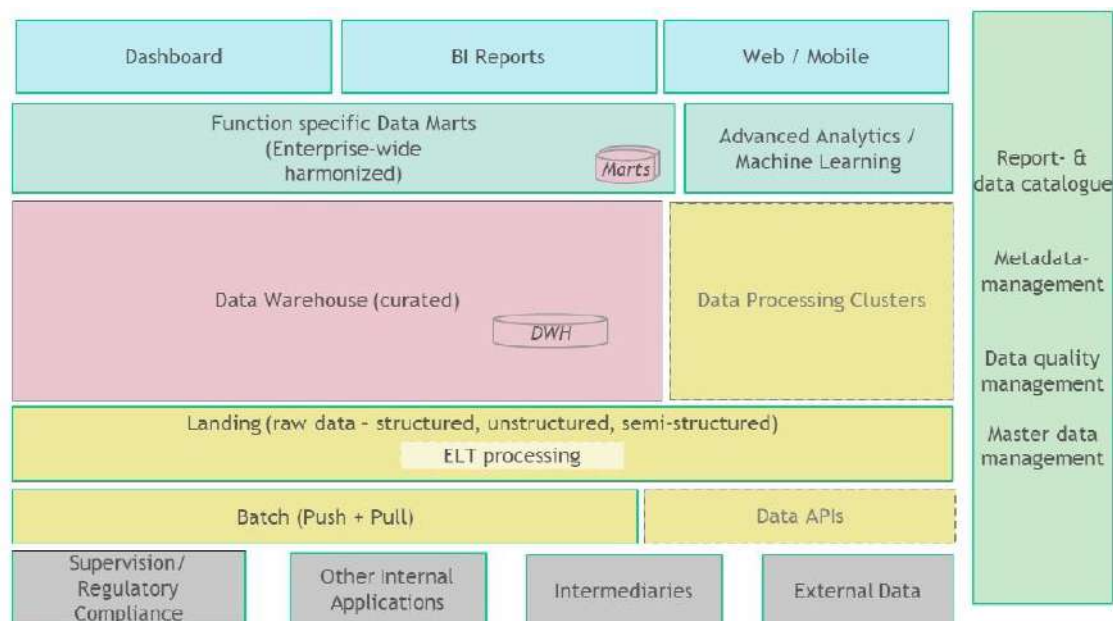 Dashboard
BI Reports
Web / Mobile
Function specific Data Marts
(Enterprise-wide
harmonized)
Marts
Advanced Analytics /
Machine Learning
Data Warehouse (curated)
DWH
Data Processing Clusters
Landing (raw data - structured, unstructured, semi-structured)
ELT processing
Batch (Push + Pull)
Data APIs
Supervision/
Regulatory
Compliance
Other Internal
Applications
Intermediaries
External Data
Report- &
data catalogue
Metadata-
management
Data quality
management
Master data
management